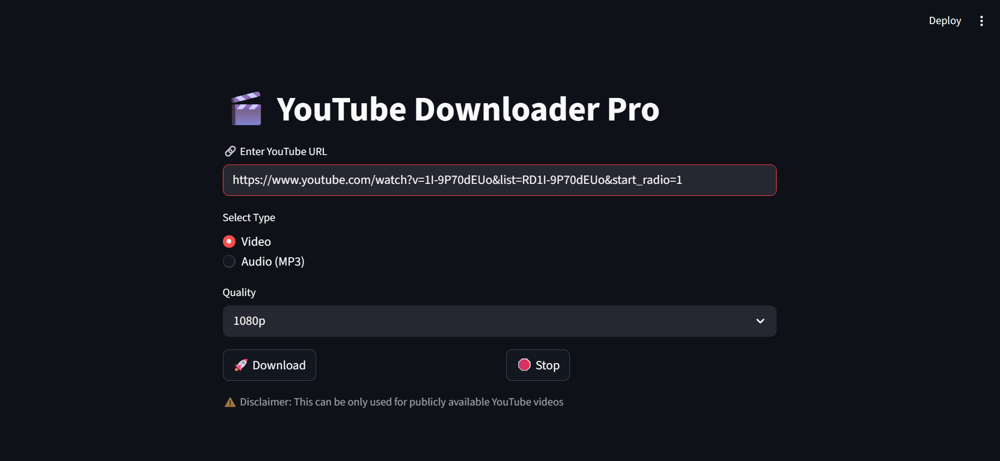 Deploy
YouTube Downloader Pro
Enter YouTube URL
https://www.youtube.com/watch?v=1I-9P70dEUo&list=RD1I-9P70dEUo&start_radio=1
Select Type
Video
Audio (MP3)
Quality
1080p
Download
Stop
Disclaimer: This can be only used for publicly available YouTube videos